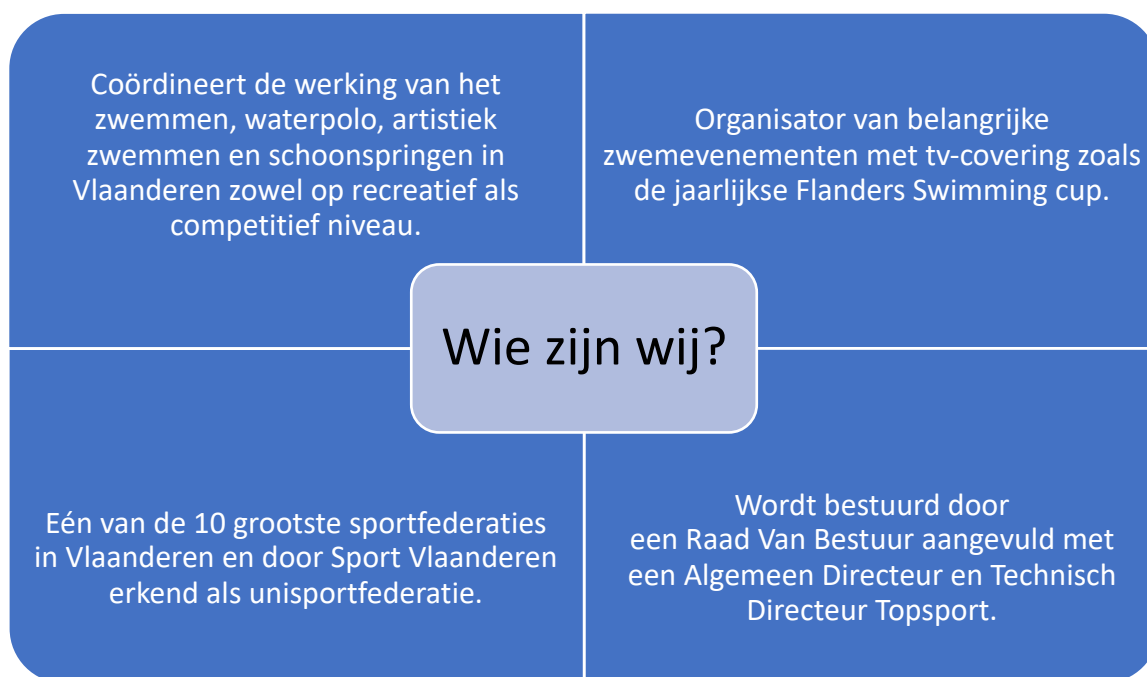 Coördineert de werking van het
zwemmen, waterpolo, artistiek
zwemmen en schoonspringen in
Vlaanderen zowel op recreatief als
competitief niveau.
Organisator van belangrijke
zwemevenementen met tv-covering zoals
de jaarlijkse Flanders Swimming cup.
Wie zijn wij?
Eén van de 10 grootste sportfederaties
in Vlaanderen en door Sport Vlaanderen
erkend als unisportfederatie.
Wordt bestuurd door
een Raad Van Bestuur aangevuld met
een Algemeen Directeur en Technisch
Directeur Topsport.